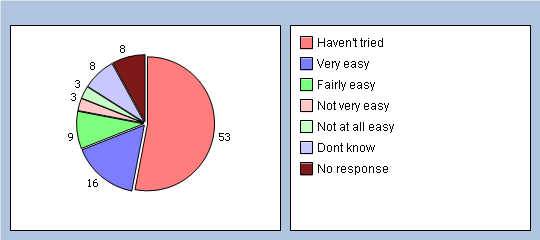 8
8
3
3
9
16
53
Haven't tried
Very easy
Fairly easy
Not very easy
Not at all easy
Dont know
No response